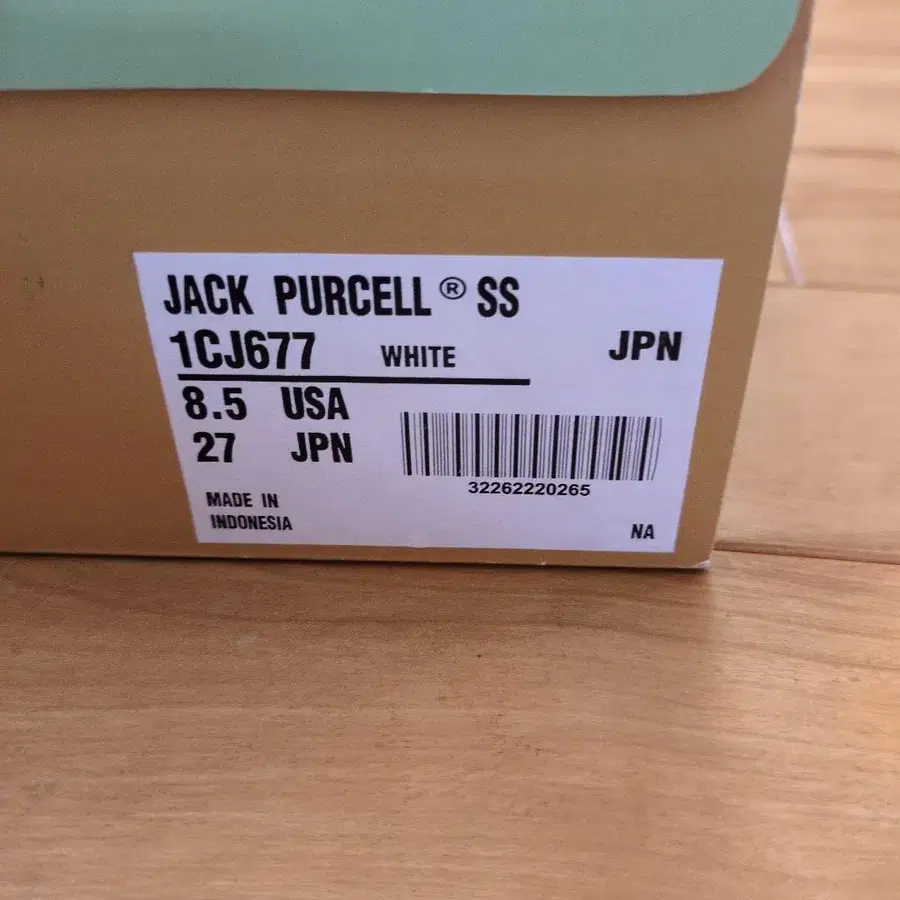 JACK PURCELL® SS
1CJ677 WHITE JPN
8.5 USA
27 JPN
32262220265
MADE IN
INDONESIA
NA